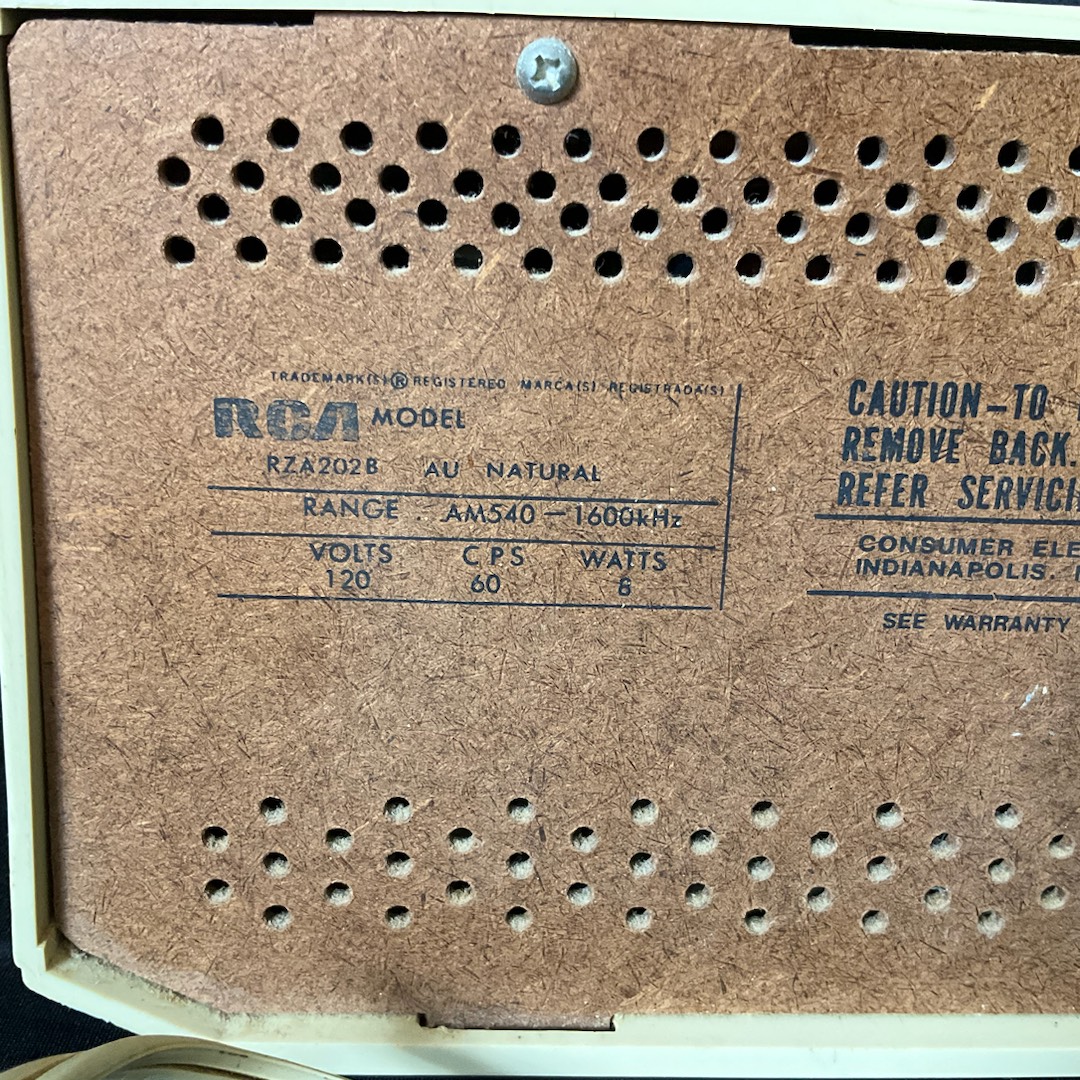 TRADEMARK(S) ® REGISTERED MARCA(S) REGISTRADA(S)
RCA MODEL
RZA202B AU NATURAL
RANGE AM540 — 1600kHz
VOLTS CPS WATTS
120 60 8
CAUTION—TO
REMOVE BACK.
REFER SERVICI
CONSUMER ELE
INDIANAPOLIS.
SEE WARRANTY